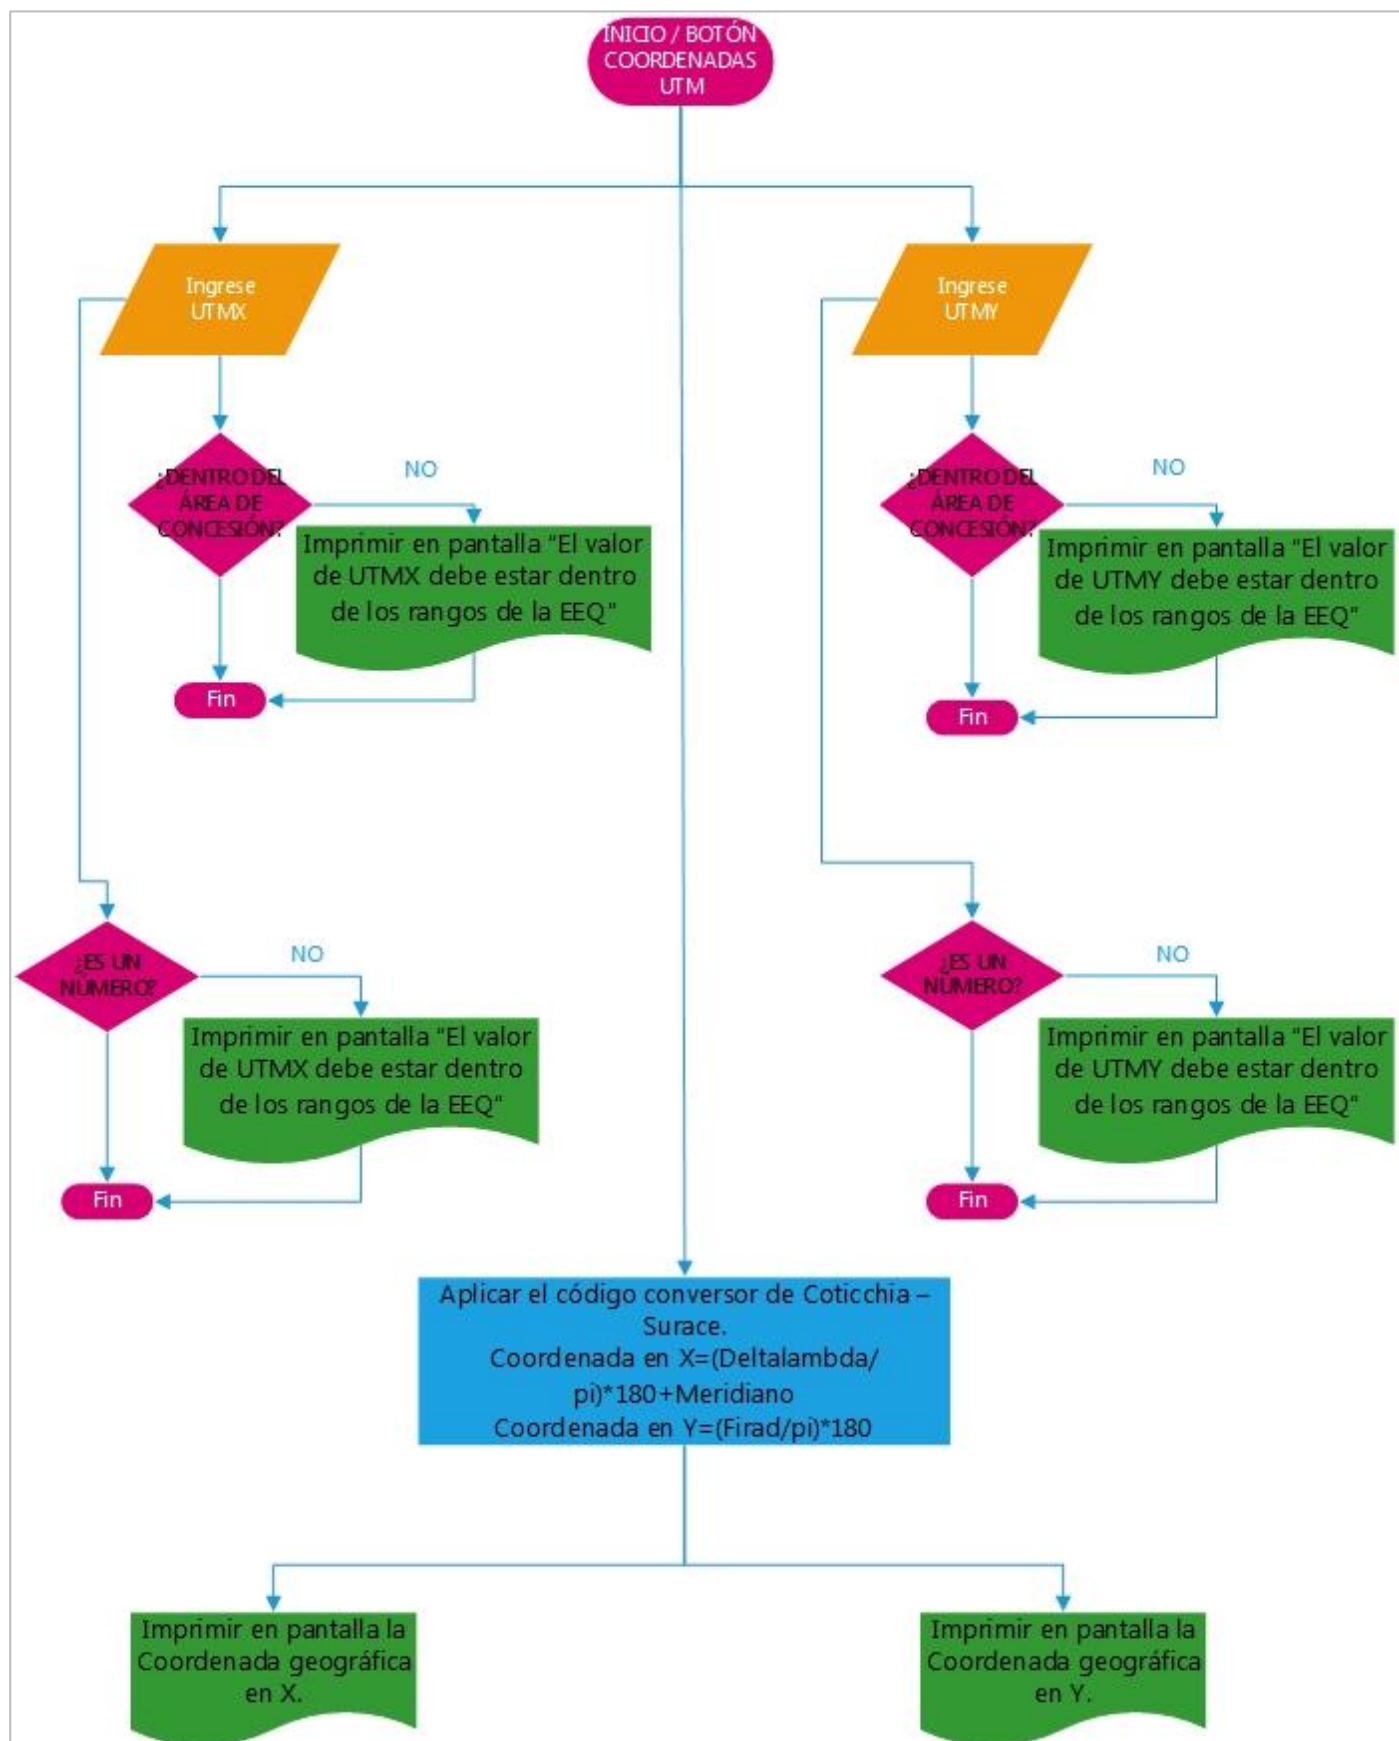 INICIO / BOTÓN
COORDENADAS
UTM
Ingrese
UTMX
Ingrese
UTMY
¿DENTRO DEL
ÁREA DE
CONCESIÓN?
NO
Imprimir en pantalla "El valor
de UTMX debe estar dentro
de los rangos de la EEQ"
Fin
¿DENTRO DEL
ÁREA DE
CONCESIÓN?
NO
Imprimir en pantalla "El valor
de UTMY debe estar dentro
de los rangos de la EEQ"
Fin
¿ES UN
NÚMERO?
NO
Imprimir en pantalla "El valor
de UTMX debe estar dentro
de los rangos de la EEQ"
Fin
¿ES UN
NÚMERO?
NO
Imprimir en pantalla "El valor
de UTMY debe estar dentro
de los rangos de la EEQ"
Fin
Aplicar el código conversor de Coticchia –
Surace.
Coordenada en X=(Deltalambda/
pi)*180+Meridiano
Coordenada en Y=(Firad/pi)*180
Imprimir en pantalla la
Coordenada geográfica
en X.
Imprimir en pantalla la
Coordenada geográfica
en Y.